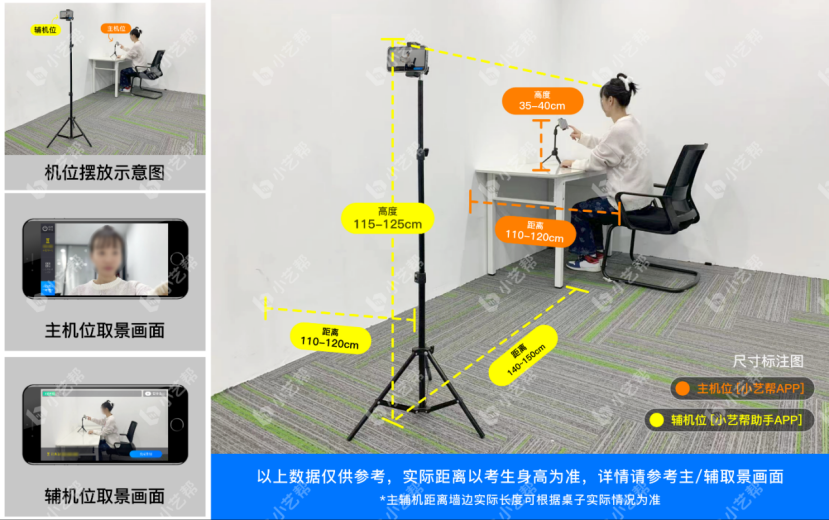 辅机位
主机位
机位摆放示意图
主机位取景画面
辅机位取景画面
高度
35-40cm
高度
115-125cm
距离
110-120cm
距离
110-120cm
距离
140-150cm
尺寸标注图
主机位 [小艺帮APP]
辅机位 [小艺帮助手APP]
以上数据仅供参考，实际距离以考生身高为准，详情请参考主/辅取景画面
*主辅机距离墙边实际长度可根据桌子实际情况为准
小艺帮